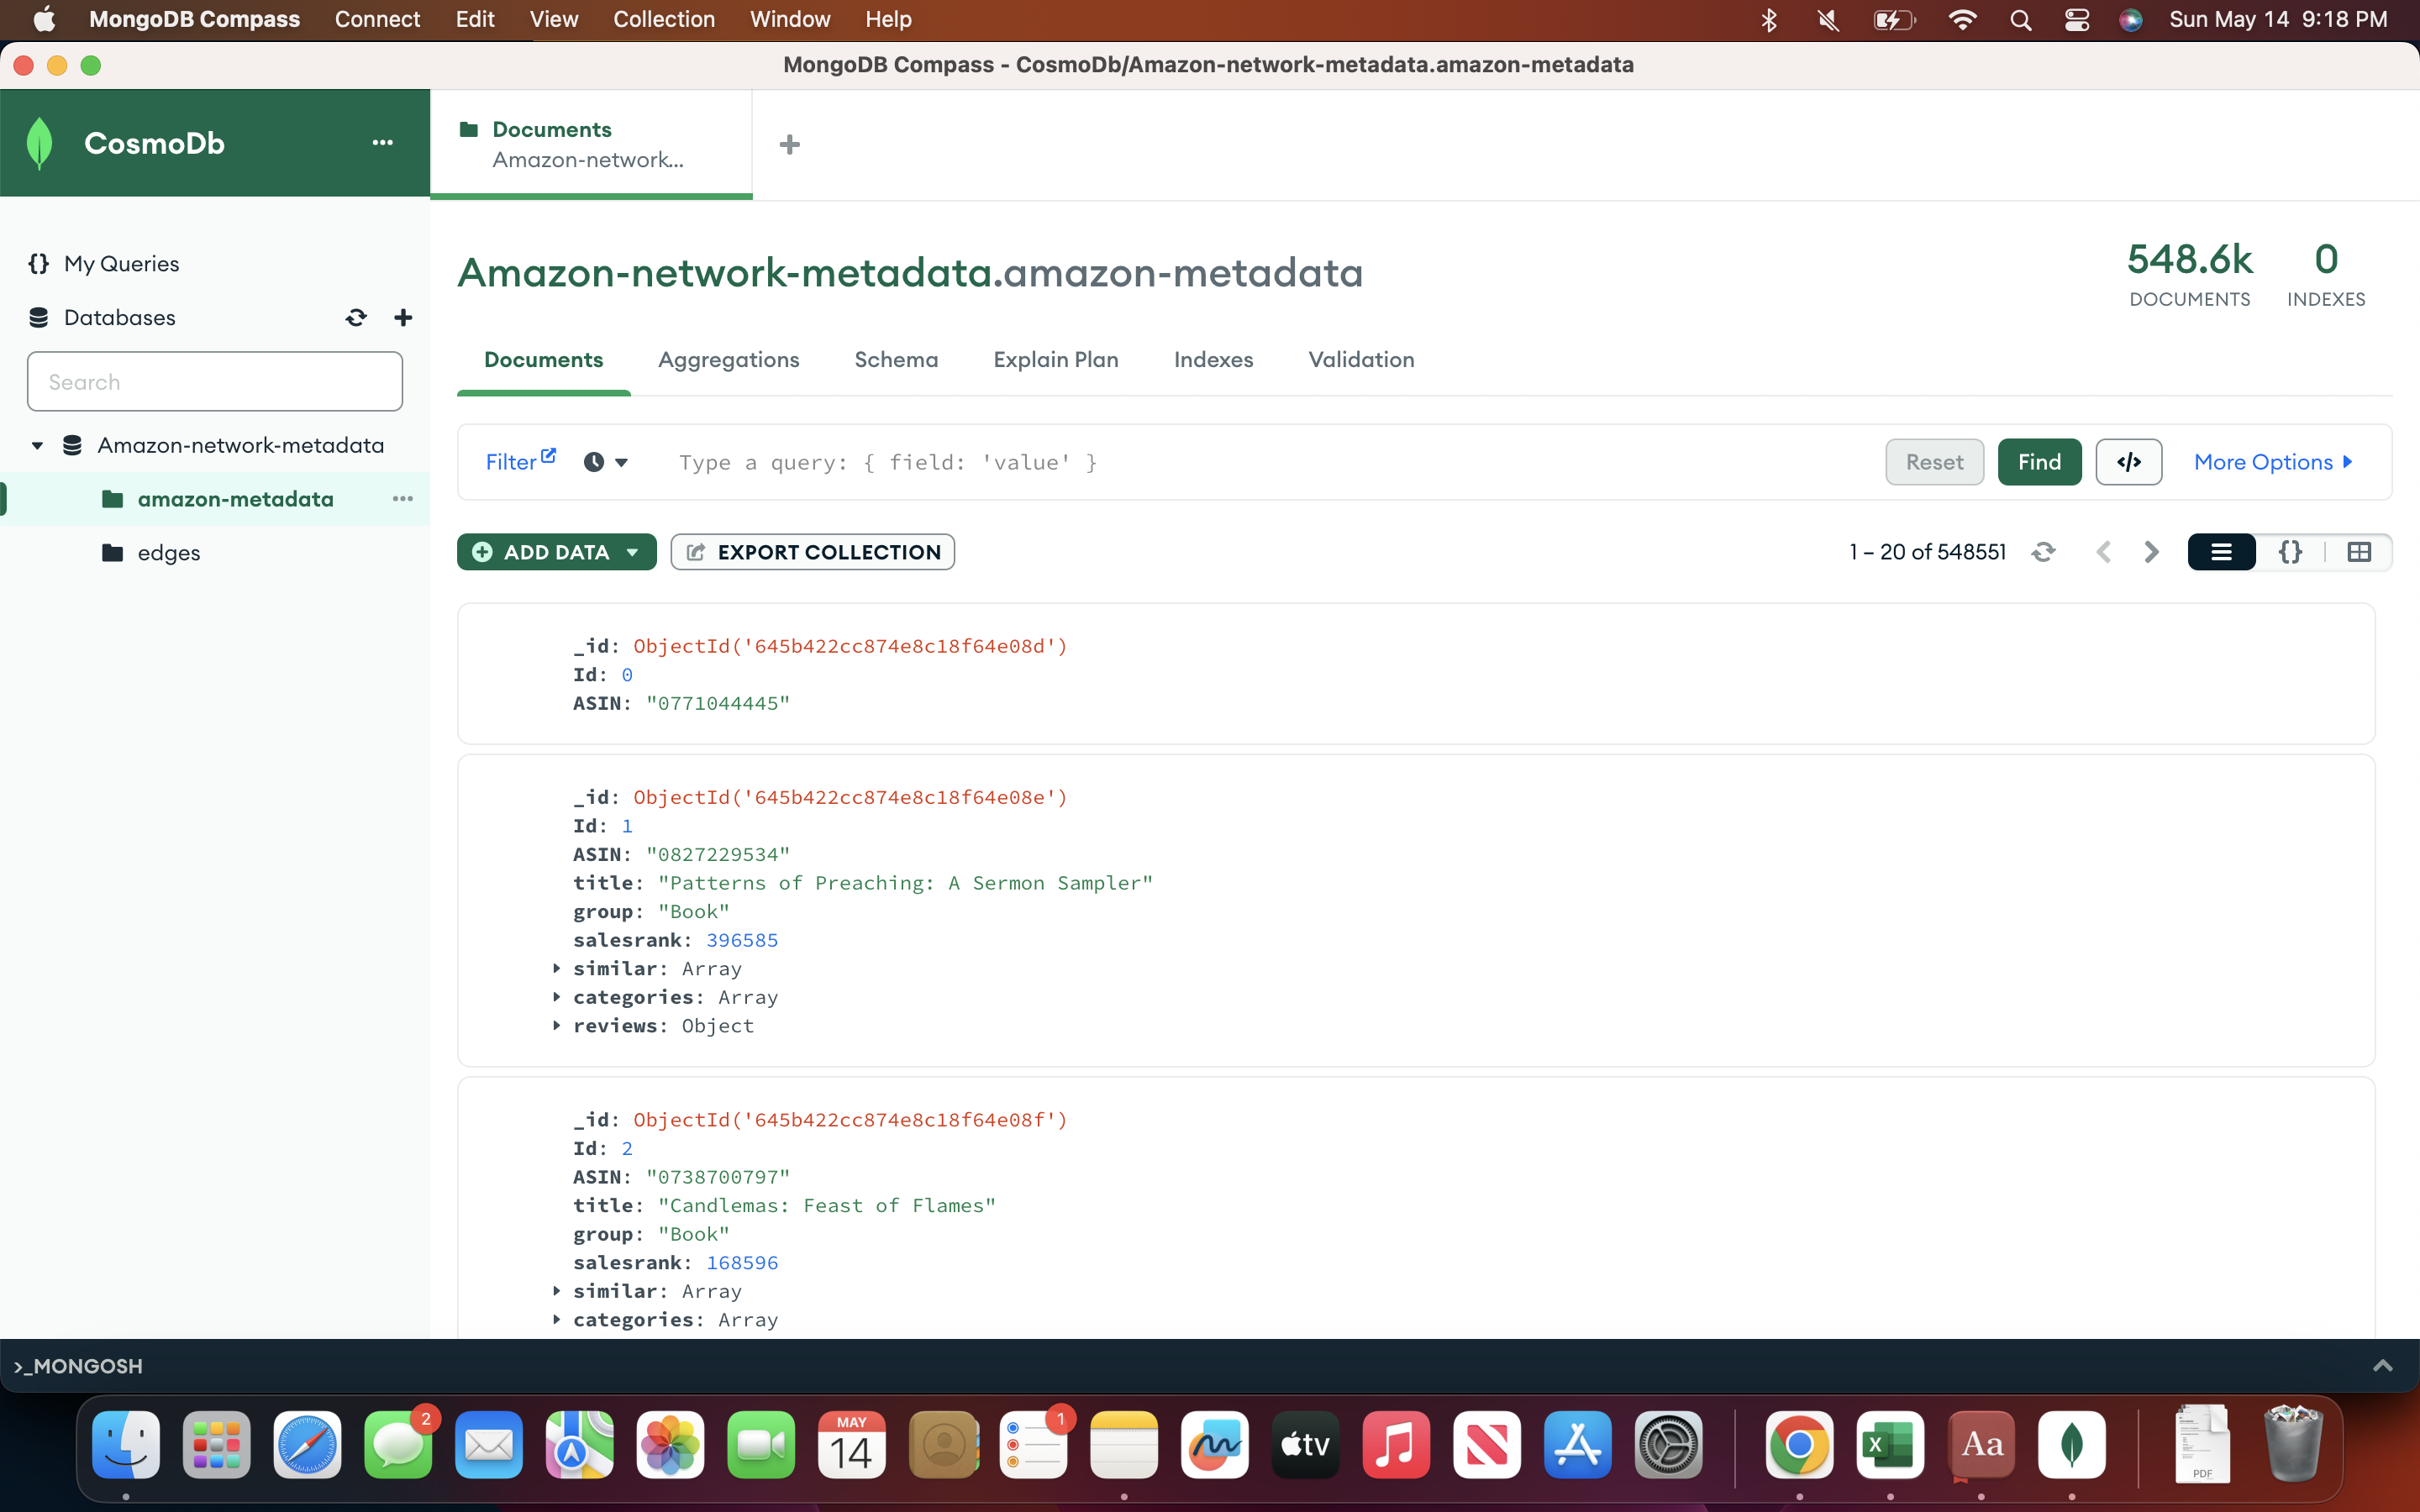 MongoDB Compass Connect Edit View Collection Window Help Sun May 14 9:18 PM
MongoDB Compass - CosmoDb/Amazon-network-metadata.amazon-metadata
CosmoDb ...
Documents
Amazon-network...
My Queries
Databases
Search
Amazon-network-metadata
amazon-metadata
edges
Amazon-network-metadata.amazon-metadata
548.6k
DOCUMENTS
0
INDEXES
Documents Aggregations Schema Explain Plan Indexes Validation
Filter Type a query: { field: 'value' } Reset Find </> More Options
ADD DATA EXPORT COLLECTION 1 – 20 of 548551 {}
_id: ObjectId('645b422cc874e8c18f64e08d')
Id: 0
ASIN: "0771044445"
_id: ObjectId('645b422cc874e8c18f64e08e')
Id: 1
ASIN: "0827229534"
title: "Patterns of Preaching: A Sermon Sampler"
group: "Book"
salesrank: 396585
similar: Array
categories: Array
reviews: Object
_id: ObjectId('645b422cc874e8c18f64e08f')
Id: 2
ASIN: "0738700797"
title: "Candlemas: Feast of Flames"
group: "Book"
salesrank: 168596
similar: Array
categories: Array
>_MONGOSH
2
MAY
14
1
tv
X
Aa
PDF